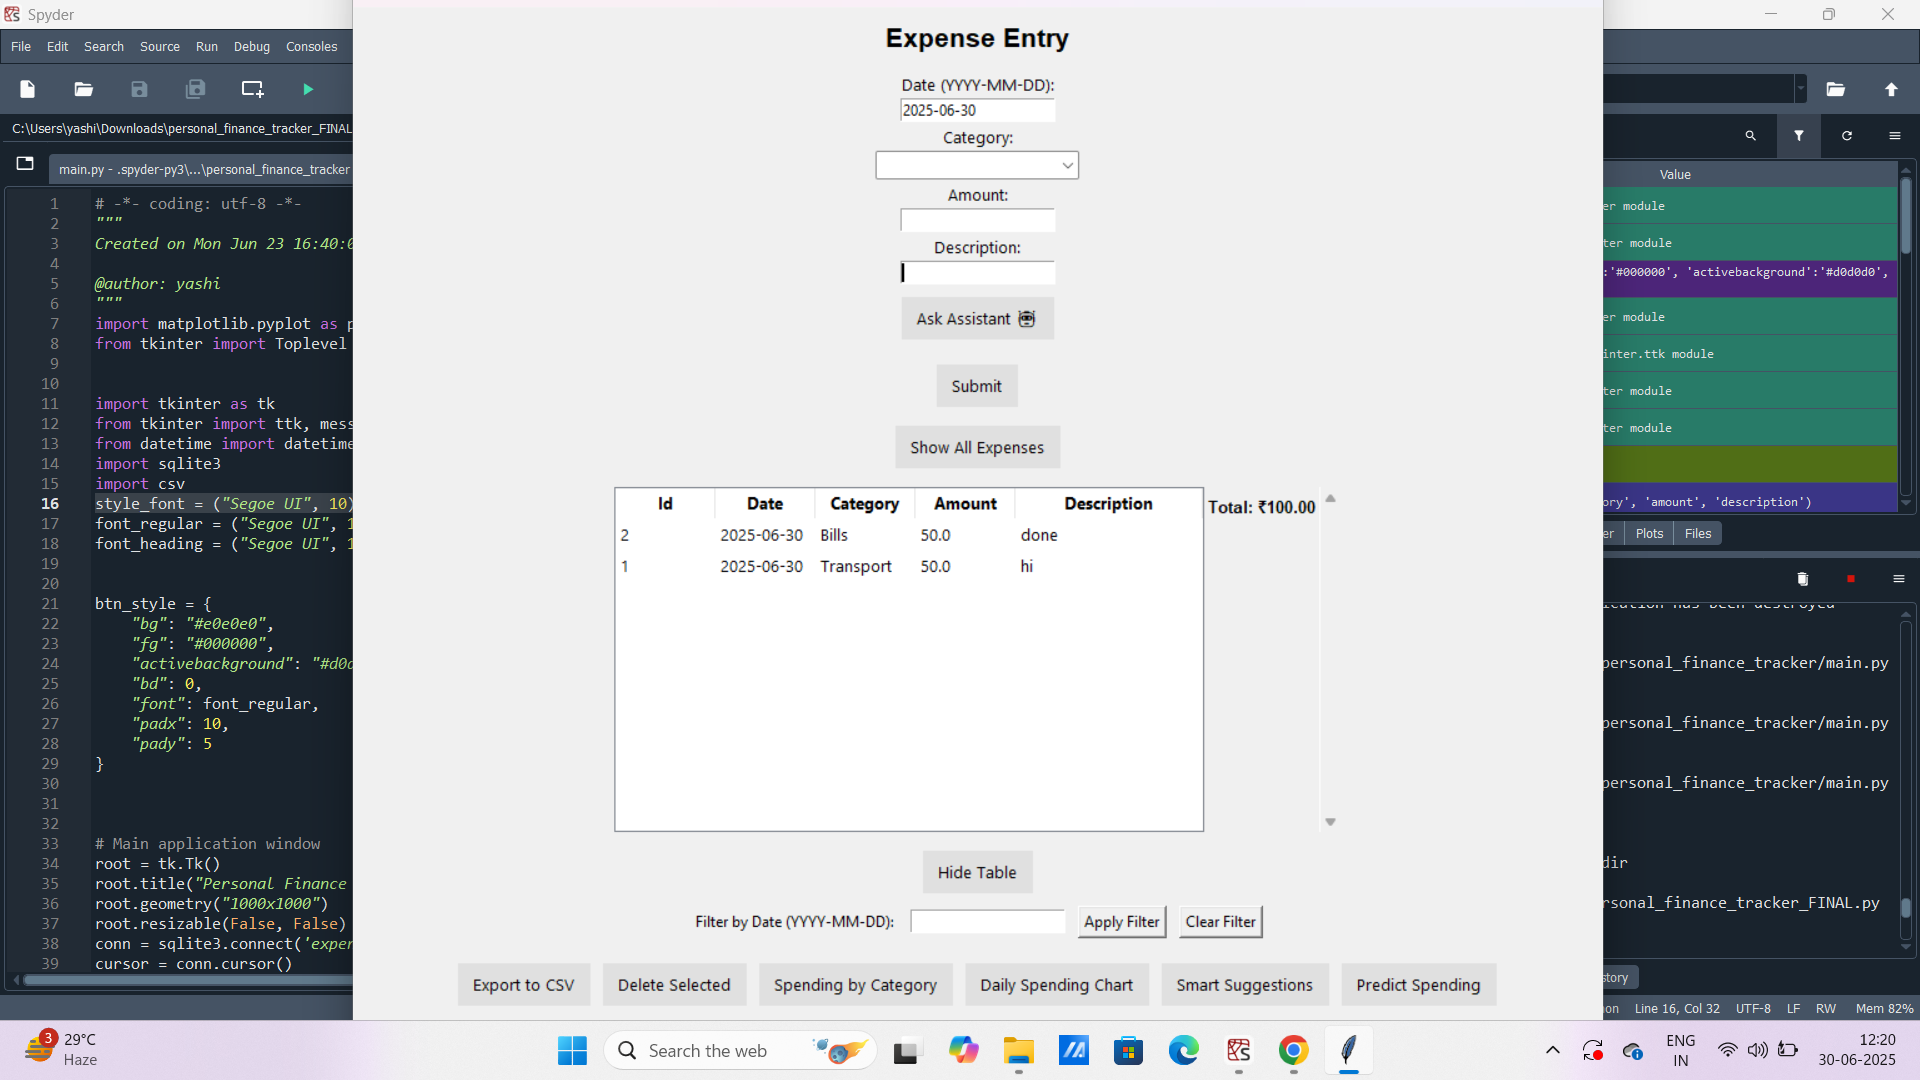 Spyder
File Edit Search Source Run Debug Consoles
C:\Users\yashi\Downloads\personal_finance_tracker_FINAL
main.py - .spyder-py3\...\personal_finance_tracker
1 # -*- coding: utf-8 -*-
2 """
3 Created on Mon Jun 23 16:40:0
4
5 @author: yashi
6 """
7 import matplotlib.pyplot as p
8 from tkinter import Toplevel
9
10
11 import tkinter as tk
12 from tkinter import ttk, mess
13 from datetime import datetime
14 import sqlite3
15 import csv
16 style_font = ("Segoe UI", 10)
17 font_regular = ("Segoe UI", 1
18 font_heading = ("Segoe UI", 1
19
20
21 btn_style = {
22 "bg": "#e0e0e0",
23 "fg": "#000000",
24 "activebackground": "#d0d
25 "bd": 0,
26 "font": font_regular,
27 "padx": 10,
28 "pady": 5
29 }
30
31
32
33 # Main application window
34 root = tk.Tk()
35 root.title("Personal Finance
36 root.geometry("1000x1000")
37 root.resizable(False, False)
38 conn = sqlite3.connect('exper
39 cursor = conn.cursor()
Expense Entry
Date (YYYY-MM-DD):
2025-06-30
Category:
Amount:
Description:
Ask Assistant
Submit
Show All Expenses
Id Date Category Amount Description
2 2025-06-30 Bills 50.0 done
1 2025-06-30 Transport 50.0 hi
Total: ₹100.00
Hide Table
Filter by Date (YYYY-MM-DD): Apply Filter Clear Filter
Export to CSV Delete Selected Spending by Category Daily Spending Chart Smart Suggestions Predict Spending
Value
er module
ter module
:'#000000', 'activebackground':'#d0d0d0',
er module
inter.ttk module
er module
ter module
ory', 'amount', 'description')
er Plots Files
ication has been destroyed
personal_finance_tracker/main.py
personal_finance_tracker/main.py
personal_finance_tracker/main.py
dir
rsonal_finance_tracker_FINAL.py
story
on Line 16, Col 32 UTF-8 LF RW Mem 82%
3
29°C
Haze
Search the web
ENG
IN
12:20
30-06-2025